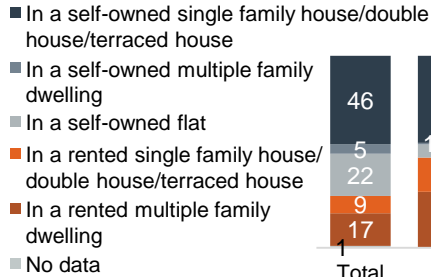 In a self-owned single family house/double
house/terraced house
In a self-owned multiple family
dwelling
In a self-owned flat
In a rented single family house/
double house/terraced house
In a rented multiple family
dwelling
No data
46
5
22
9
17
1
1
Total